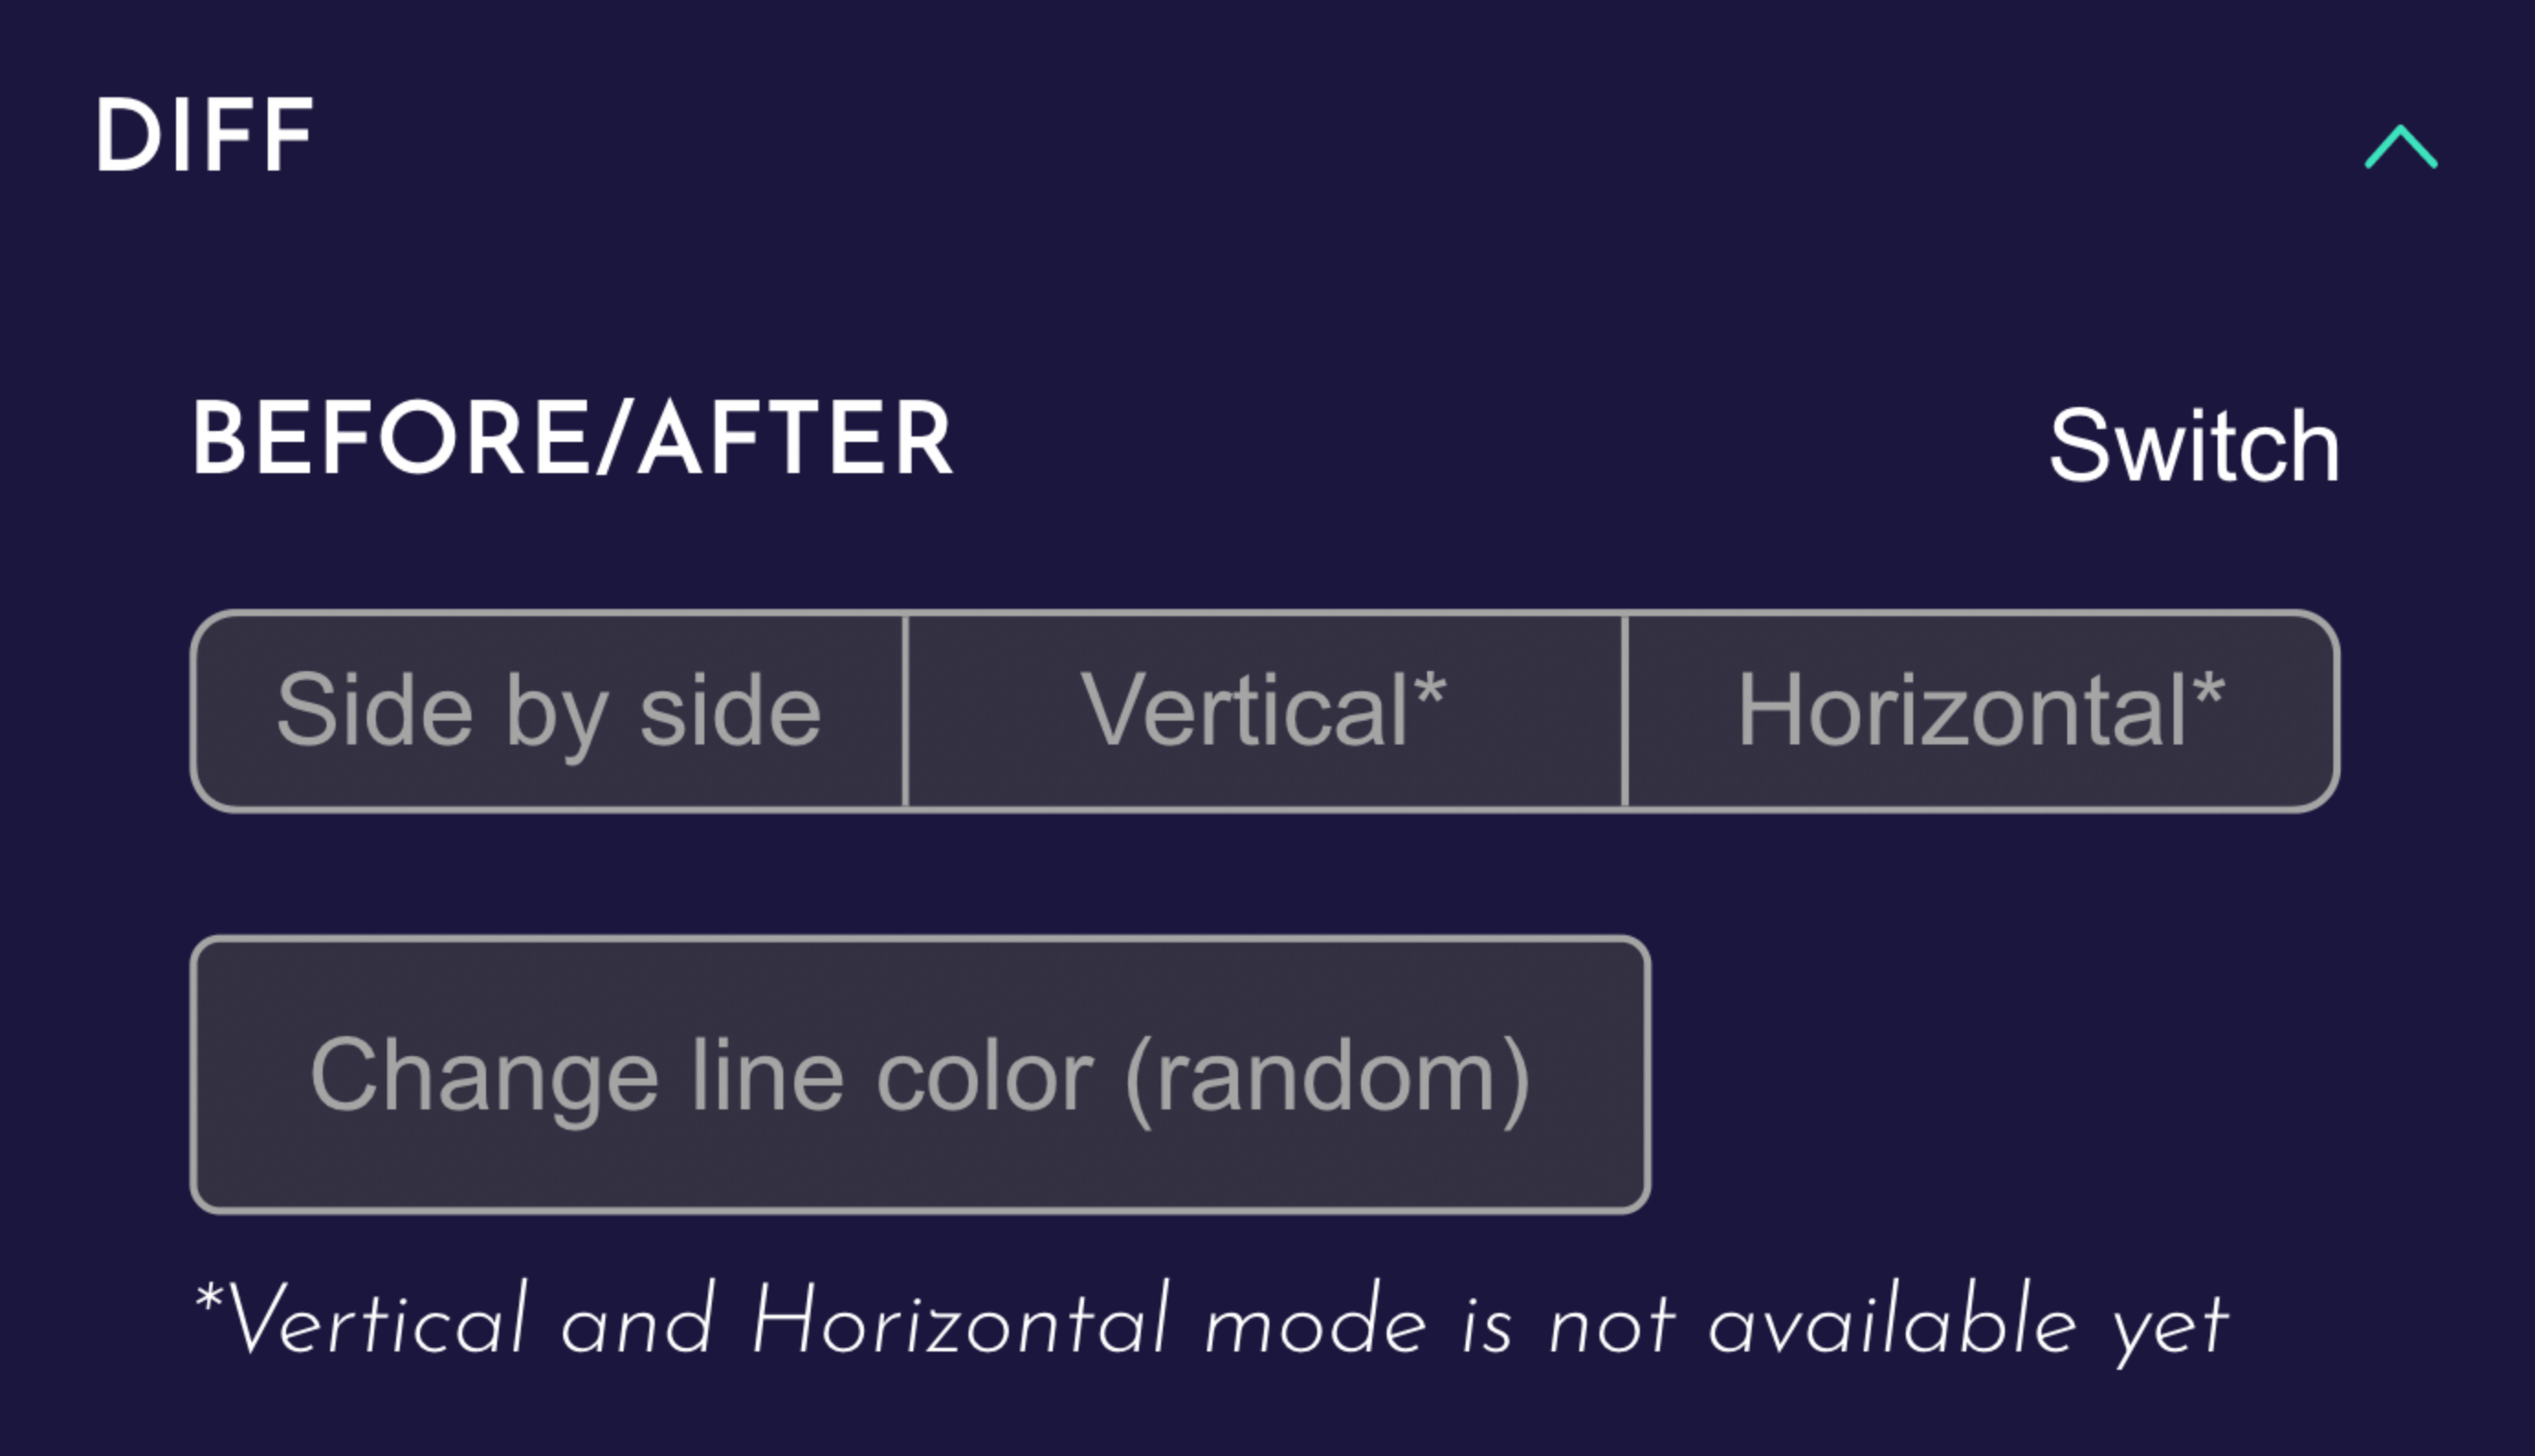 DIFF
BEFORE/AFTER Switch
Side by side Vertical* Horizontal*
Change line color (random)
*Vertical and Horizontal mode is not available yet